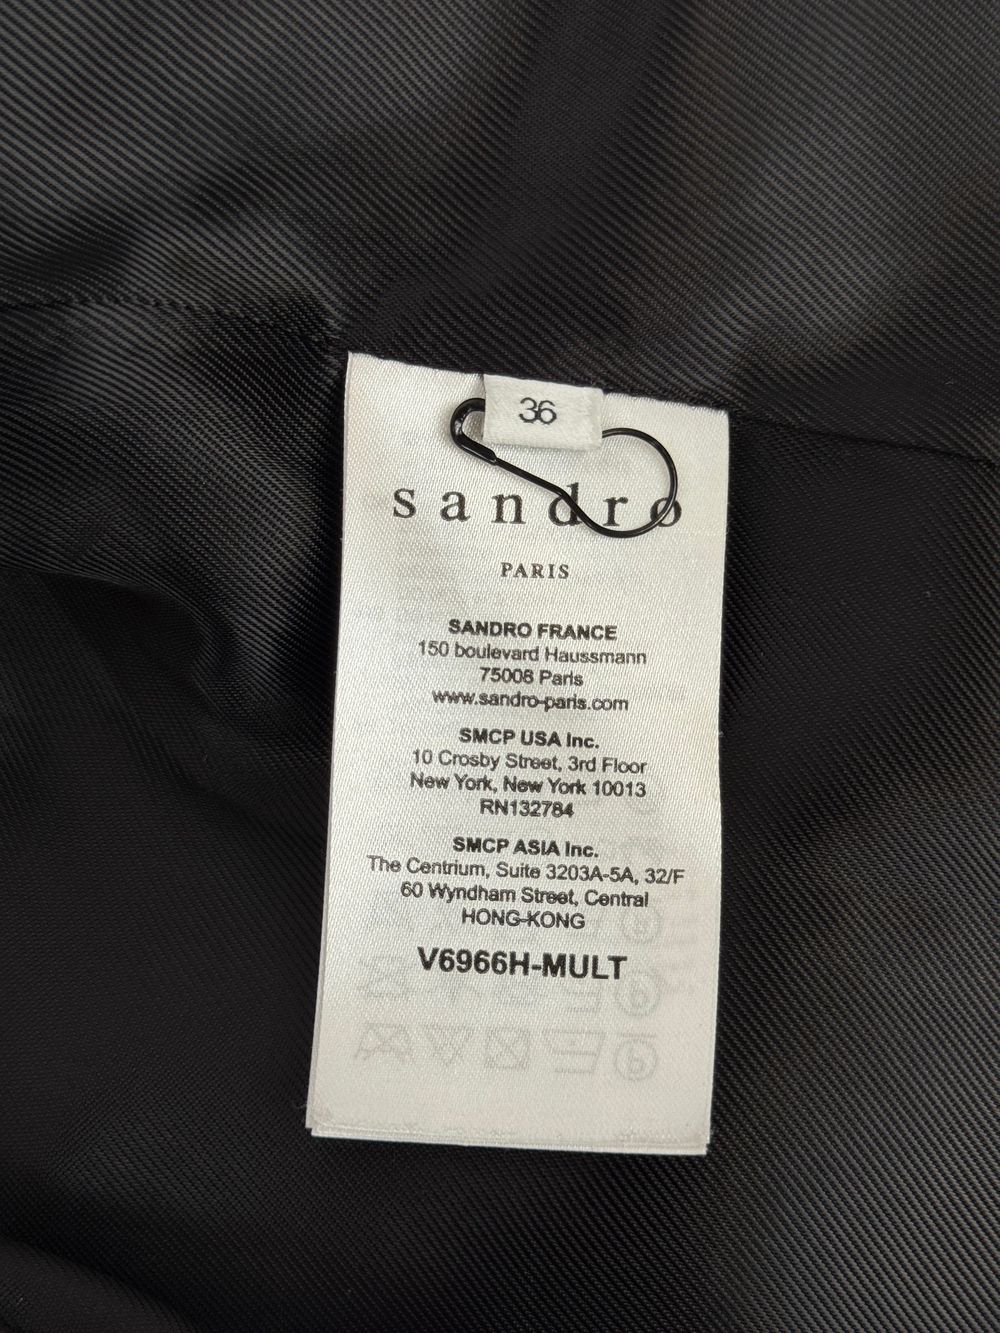 36
sandro
PARIS
SANDRO FRANCE
150 boulevard Haussmann
75008 Paris
www.sandro-paris.com
SMCP USA Inc.
10 Crosby Street, 3rd Floor
New York, New York 10013
RN132784
SMCP ASIA Inc.
The Centrium, Suite 3203A-5A, 32/F
60 Wyndham Street, Central
HONG-KONG
V6966H-MULT